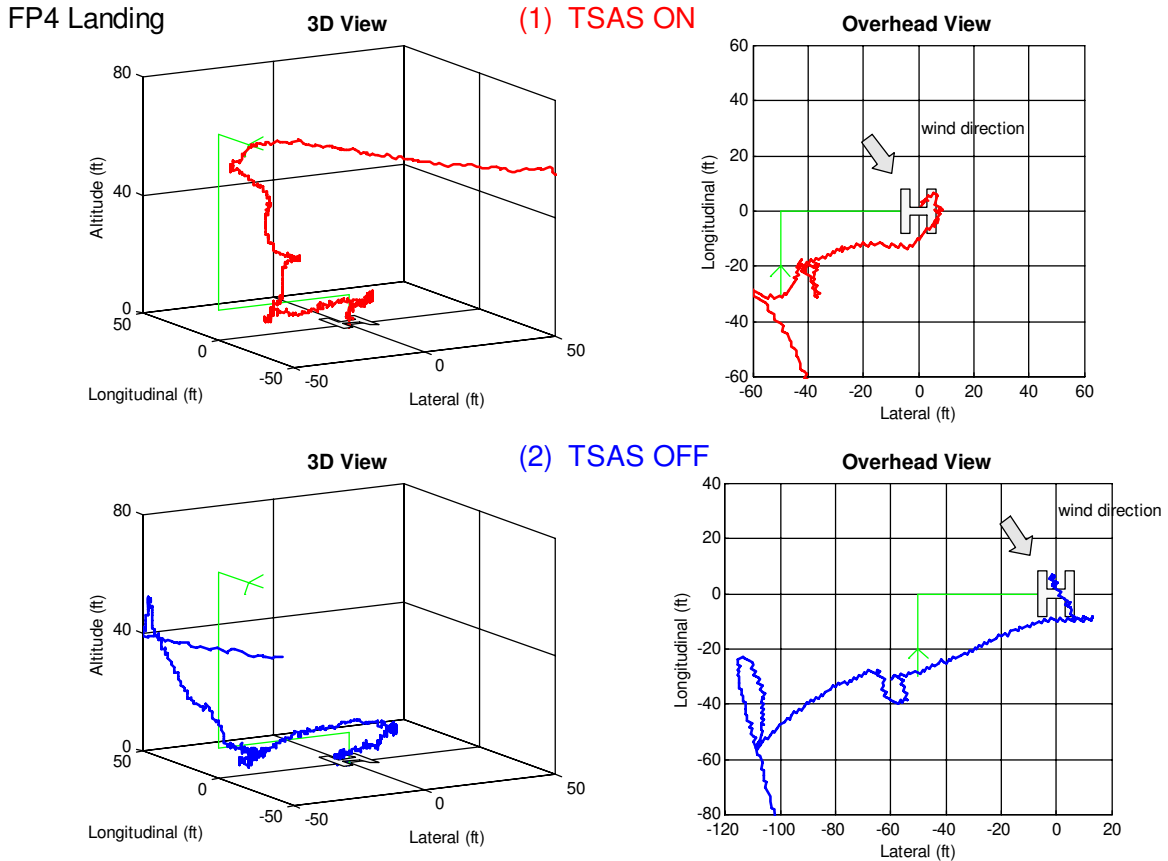 FP4 Landing
(1) TSAS ON
3D View
80
40
0
Altitude (ft)
50
0
-50
Longitudinal (ft)
-50
0
50
Lateral (ft)
Overhead View
60
40
20
0
-20
-40
-60
Longitudinal (ft)
wind direction
H
-60 -40 -20 0 20 40 60
Lateral (ft)
(2) TSAS OFF
3D View
80
40
0
Altitude (ft)
50
0
-50
Longitudinal (ft)
-50
0
50
Lateral (ft)
Overhead View
40
20
0
-20
-40
-60
-80
Longitudinal (ft)
wind direction
H
-120 -100 -80 -60 -40 -20 0 20
Lateral (ft)